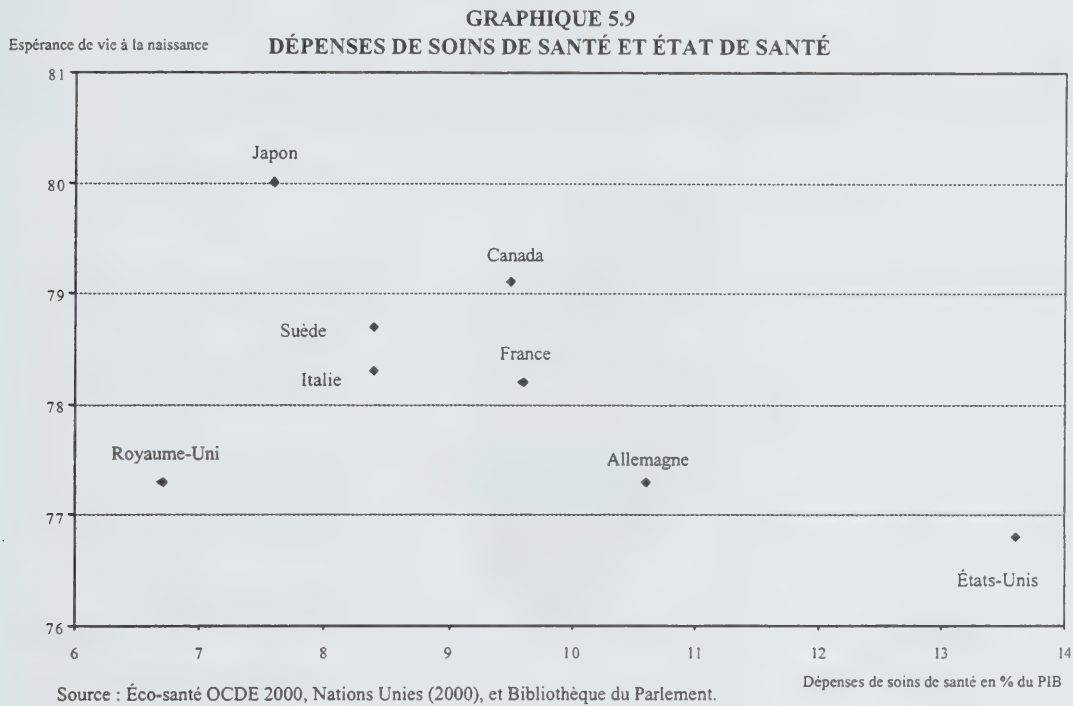 GRAPHIQUE 5.9
Espérance de vie à la naissance
DÉPENSES DE SOINS DE SANTÉ ET ÉTAT DE SANTÉ
81
Japon
80
Canada
79
Suède
France
Italie
78
Royaume-Uni
Allemagne
77
États-Unis
76
6 7 8 9 10 11 12 13 14
Dépenses de soins de santé en % du PIB
Source : Éco-santé OCDE 2000, Nations Unies (2000), et Bibliothèque du Parlement.